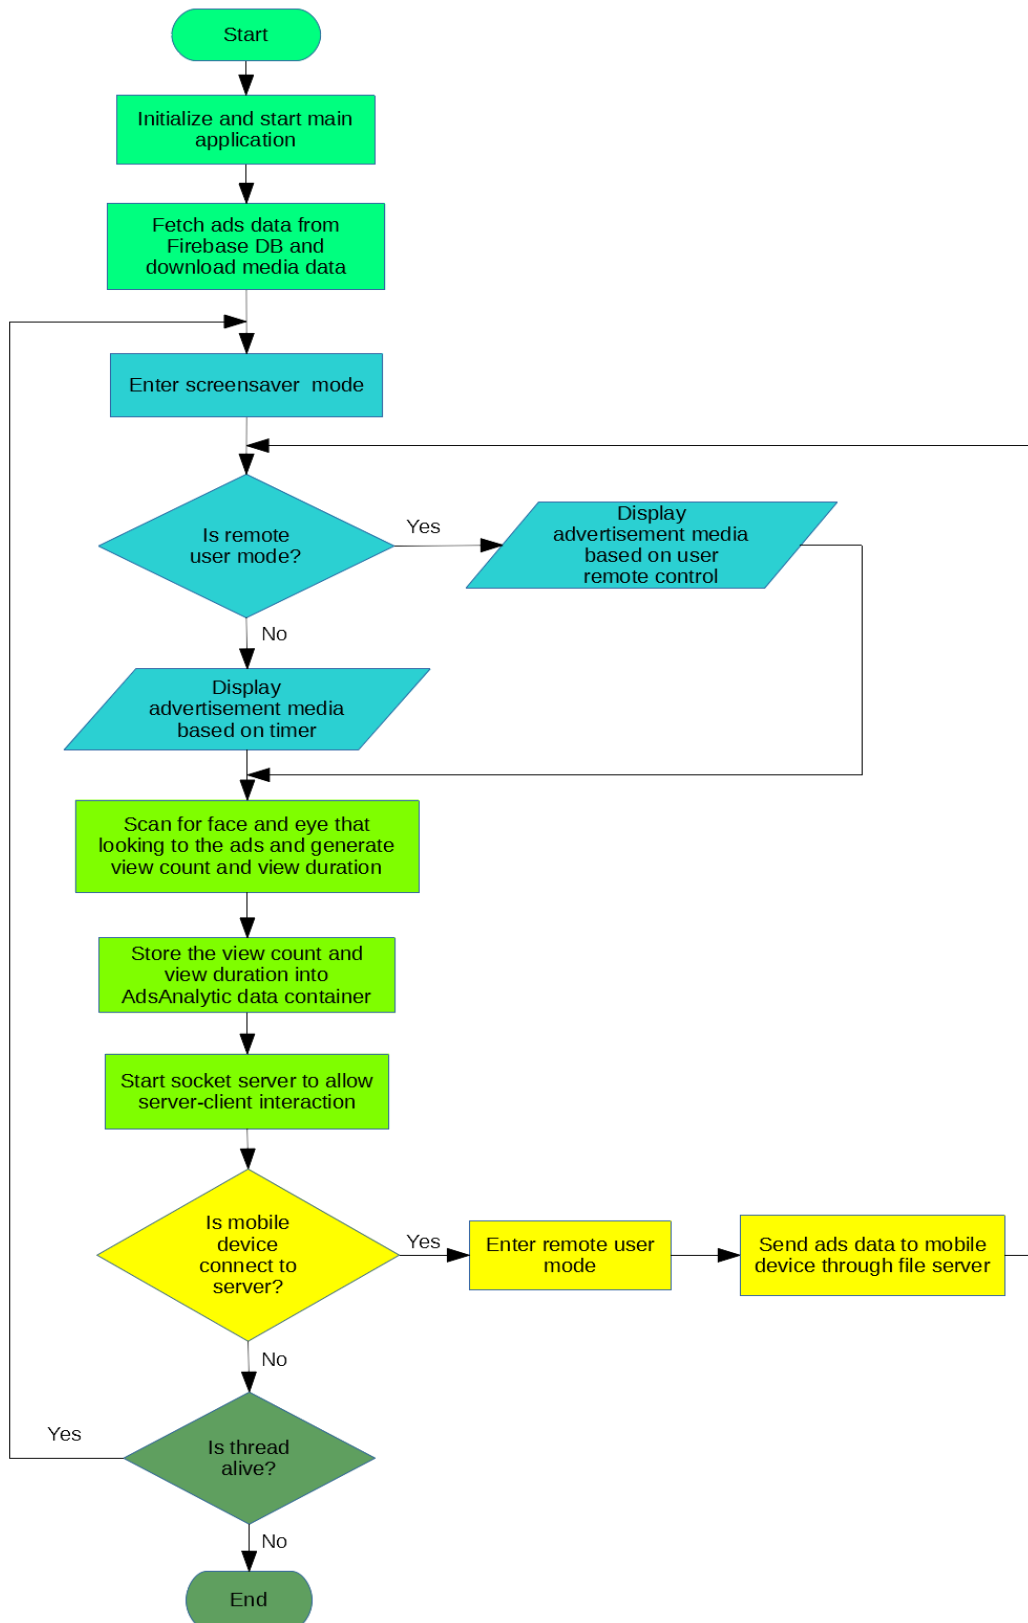 Start
Initialize and start main
application
Fetch ads data from
Firebase DB and
download media data
Enter screensaver  mode
Is remote
user mode?
Yes
Display
advertisement media
based on user
remote control
No
Display
advertisement media
based on timer
Scan for face and eye that
looking to the ads and generate
view count and view duration
Store the view count and
view duration into
AdsAnalytic data container
Start socket server to allow
server-client interaction
Is mobile
device
connect to
server?
Yes
Enter remote user
mode
Send ads data to mobile
device through file server
No
Is thread
alive?
Yes
No
End